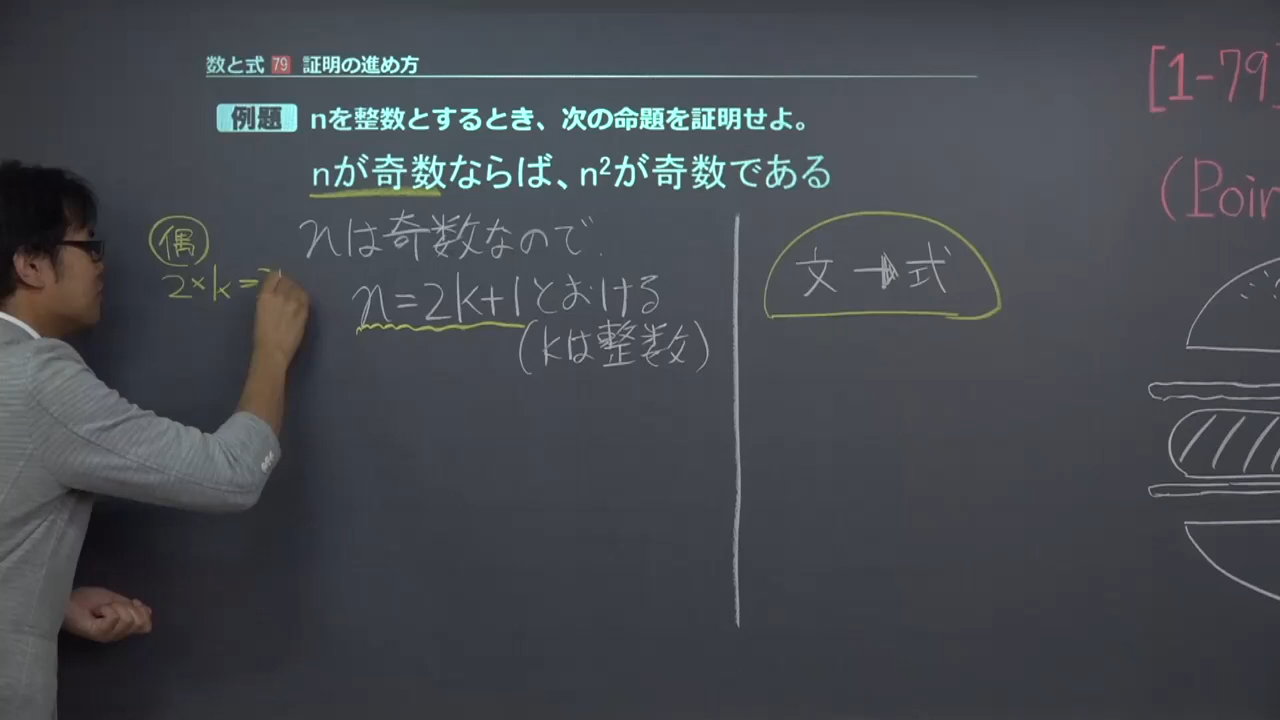 数と式 79 証明の進め方
[1-79]
例題 nを整数とするとき、次の命題を証明せよ。
nが奇数ならば、n²が奇数である
(Poin
偶
2×k=
nは奇数なので
n=2k+1とおける
(kは整数)
文→式